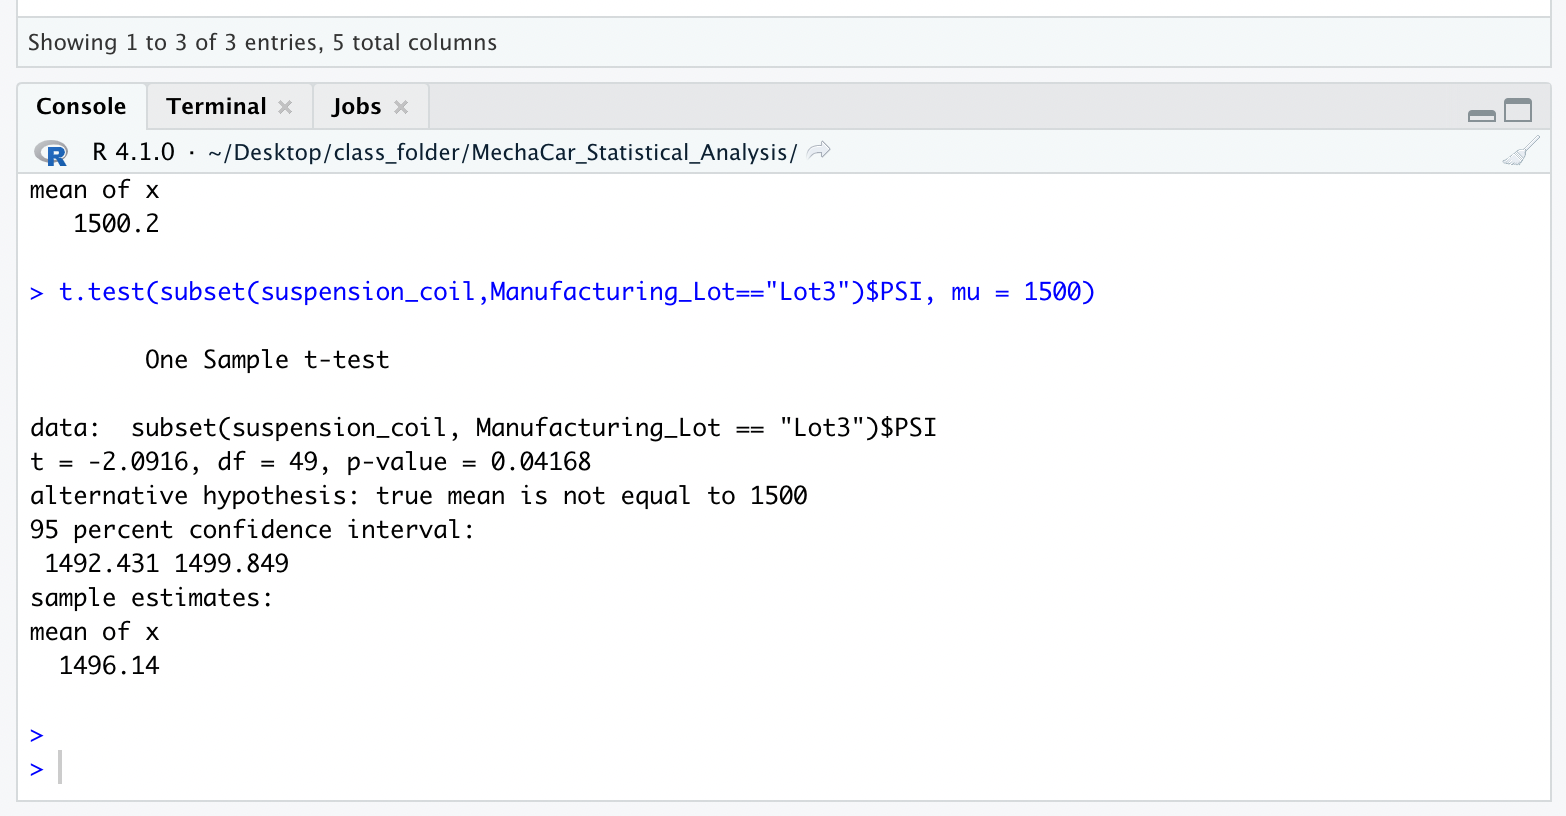 Showing 1 to 3 of 3 entries, 5 total columns
Console Terminal Jobs
R R 4.1.0 · ~/Desktop/class_folder/MechaCar_Statistical_Analysis/
mean of x
1500.2
> t.test(subset(suspension_coil,Manufacturing_Lot=="Lot3")$PSI, mu = 1500)
One Sample t-test
data:  subset(suspension_coil, Manufacturing_Lot == "Lot3")$PSI
t = -2.0916, df = 49, p-value = 0.04168
alternative hypothesis: true mean is not equal to 1500
95 percent confidence interval:
1492.431 1499.849
sample estimates:
mean of x
1496.14
>
>